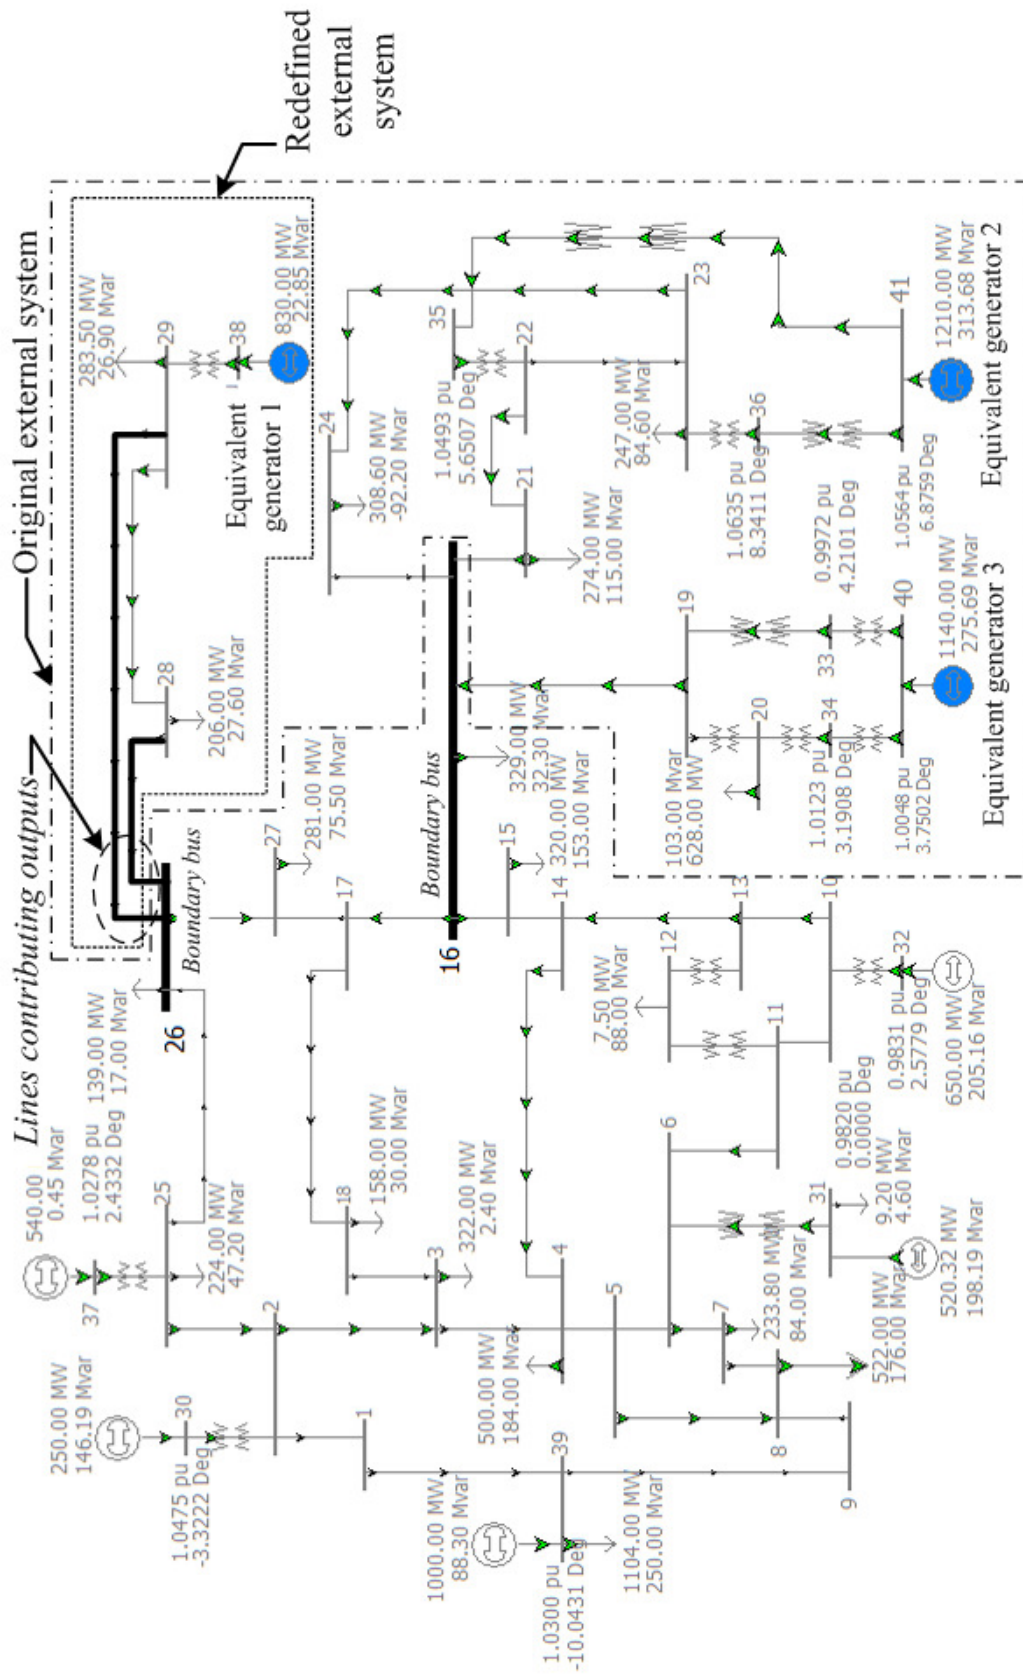 Lines contributing outputs
Original external system
Redefined
external
system
540.00
0.45 Mvar
1.0278 pu
2.4332 Deg
139.00 MW
17.00 Mvar
37
25
224.00 MW
47.20 Mvar
26
Boundary bus
28
206.00 MW
27.60 Mvar
283.50 MW
26.90 Mvar
29
38
830.00 MW
22.85 Mvar
Equivalent
generator 1
250.00 MW
146.19 Mvar
30
1.0475 pu
-3.3222 Deg
2
1
27
281.00 MW
75.50 Mvar
17
24
308.60 MW
-92.20 Mvar
18
158.00 MW
30.00 Mvar
3
322.00 MW
2.40 Mvar
Boundary bus
16
329.00 MW
32.30 Mvar
15
320.00 MW
153.00 Mvar
14
21
274.00 MW
115.00 Mvar
35
1.0493 pu
5.6507 Deg
22
23
247.00 MW
84.60 Mvar
36
1.0635 pu
8.3411 Deg
41
1.0564 pu
6.8759 Deg
1210.00 MW
313.68 Mvar
Equivalent generator 2
19
103.00 Mvar
628.00 MW
20
33
0.9972 pu
4.2101 Deg
34
1.0123 pu
3.1908 Deg
40
1.0048 pu
3.7502 Deg
1140.00 MW
275.69 Mvar
Equivalent generator 3
1000.00 MW
88.30 Mvar
39
1.0300 pu
-10.0431 Deg
1104.00 MW
250.00 Mvar
4
500.00 MW
184.00 Mvar
5
6
7
233.80 MW
84.00 Mvar
8
522.00 MW
176.00 Mvar
9
12
7.50 MW
88.00 Mvar
13
11
10
31
0.9820 pu
0.0000 Deg
9.20 MW
4.60 Mvar
520.32 MW
198.19 Mvar
32
0.9831 pu
2.5779 Deg
650.00 MW
205.16 Mvar